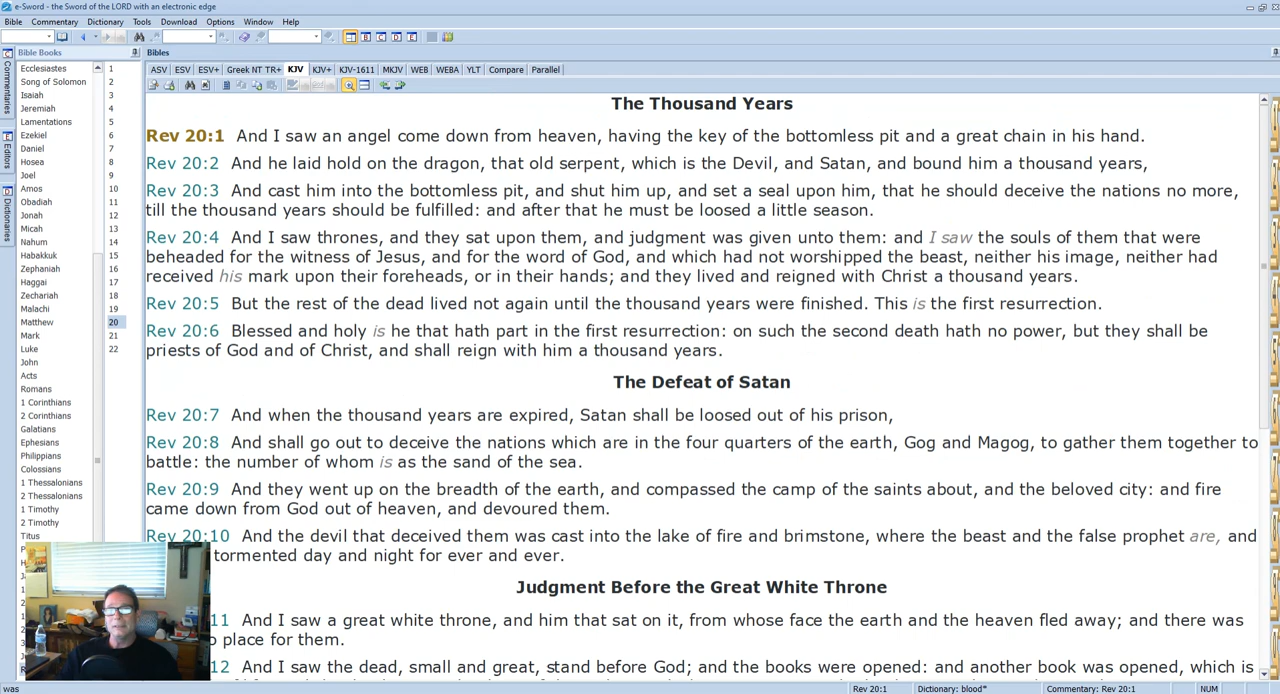 e-Sword - the Sword of the LORD with an electronic edge
Bible Commentary Dictionary Tools Download Options Window Help
B C D E
Bible Books
Bibles
Commentaries
Editors
Dictionaries
ASV ESV ESV+ Greek NT TR+ KJV KJV+ KJV-1611 MKJV WEB WEBA YLT Compare Parallel
Ecclesiastes
Song of Solomon
Isaiah
Jeremiah
Lamentations
Ezekiel
Daniel
Hosea
Joel
Amos
Obadiah
Jonah
Micah
Nahum
Habakkuk
Zephaniah
Haggai
Zechariah
Malachi
Matthew
Mark
Luke
John
Acts
Romans
1 Corinthians
2 Corinthians
Galatians
Ephesians
Philippians
Colossians
1 Thessalonians
2 Thessalonians
1 Timothy
2 Timothy
Titus
1
2
3
4
5
6
7
8
9
10
11
12
13
14
15
16
17
18
19
20
21
22
The Thousand Years
Rev 20:1 And I saw an angel come down from heaven, having the key of the bottomless pit and a great chain in his hand.
Rev 20:2 And he laid hold on the dragon, that old serpent, which is the Devil, and Satan, and bound him a thousand years,
Rev 20:3 And cast him into the bottomless pit, and shut him up, and set a seal upon him, that he should deceive the nations no more,
till the thousand years should be fulfilled: and after that he must be loosed a little season.
Rev 20:4 And I saw thrones, and they sat upon them, and judgment was given unto them: and I saw the souls of them that were
beheaded for the witness of Jesus, and for the word of God, and which had not worshipped the beast, neither his image, neither had
received his mark upon their foreheads, or in their hands; and they lived and reigned with Christ a thousand years.
Rev 20:5 But the rest of the dead lived not again until the thousand years were finished. This is the first resurrection.
Rev 20:6 Blessed and holy is he that hath part in the first resurrection: on such the second death hath no power, but they shall be
priests of God and of Christ, and shall reign with him a thousand years.
The Defeat of Satan
Rev 20:7 And when the thousand years are expired, Satan shall be loosed out of his prison,
Rev 20:8 And shall go out to deceive the nations which are in the four quarters of the earth, Gog and Magog, to gather them together to
battle: the number of whom is as the sand of the sea.
Rev 20:9 And they went up on the breadth of the earth, and compassed the camp of the saints about, and the beloved city: and fire
came down from God out of heaven, and devoured them.
Rev 20:10 And the devil that deceived them was cast into the lake of fire and brimstone, where the beast and the false prophet are, and
tormented day and night for ever and ever.
Judgment Before the Great White Throne
11 And I saw a great white throne, and him that sat on it, from whose face the earth and the heaven fled away; and there was
place for them.
12 And I saw the dead, small and great, stand before God; and the books were opened: and another book was opened, which is
was
Rev 20:1 Dictionary: blood* Commentary: Rev 20:1 NUM